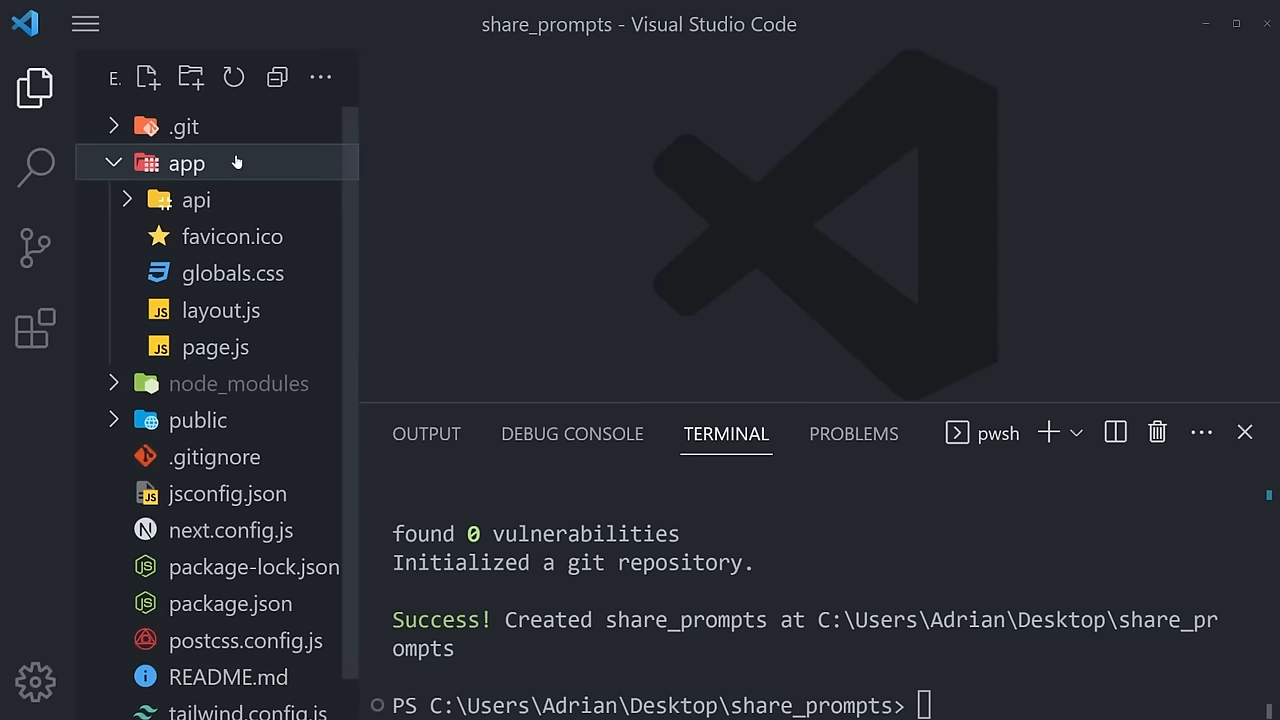 share_prompts - Visual Studio Code
E.
.git
app
api
favicon.ico
globals.css
layout.js
page.js
node_modules
public
.gitignore
jsconfig.json
next.config.js
package-lock.json
package.json
postcss.config.js
README.md
tailwind.config.js
OUTPUT DEBUG CONSOLE TERMINAL PROBLEMS pwsh
found 0 vulnerabilities
Initialized a git repository.
Success! Created share_prompts at C:\Users\Adrian\Desktop\share_pr
ompts
PS C:\Users\Adrian\Desktop\share_prompts>